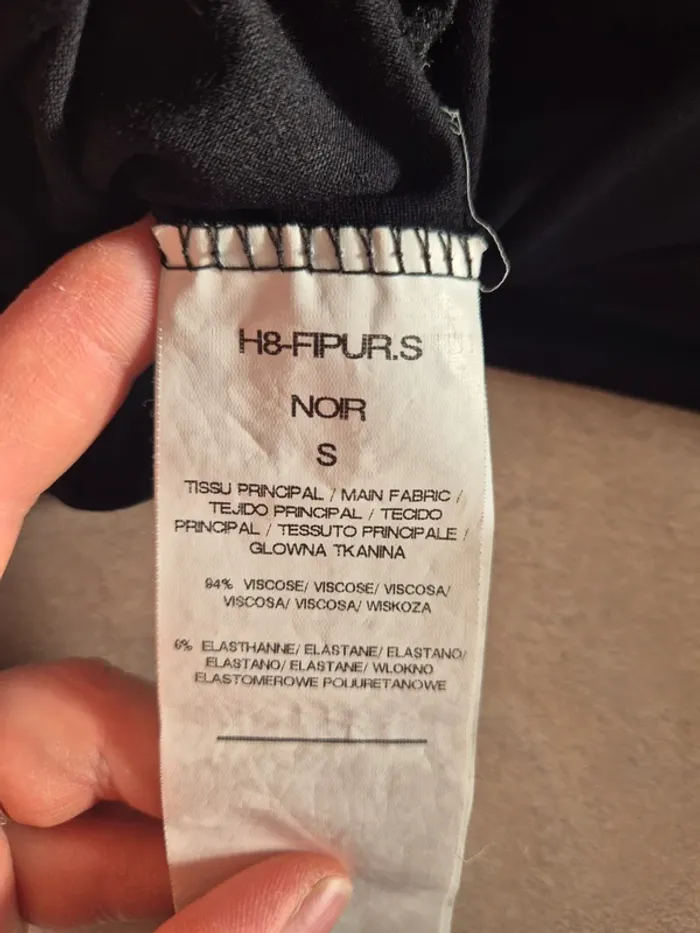 H8-FIPUR.S
NOIR
S
TISSU PRINCIPAL / MAIN FABRIC /
TEJIDO PRINCIPAL / TECIDO
PRINCIPAL / TESSUTO PRINCIPALE /
GLOWNA TKANINA
94% VISCOSE/ VISCOSE/ VISCOSA/
VISCOSA/ VISCOSA/ WISKOZA
6% ELASTHANNE/ ELASTANE/ ELASTANO/
ELASTANO/ ELASTANE/ WLOKNO
ELASTOMEROWE POLIURETANOWE